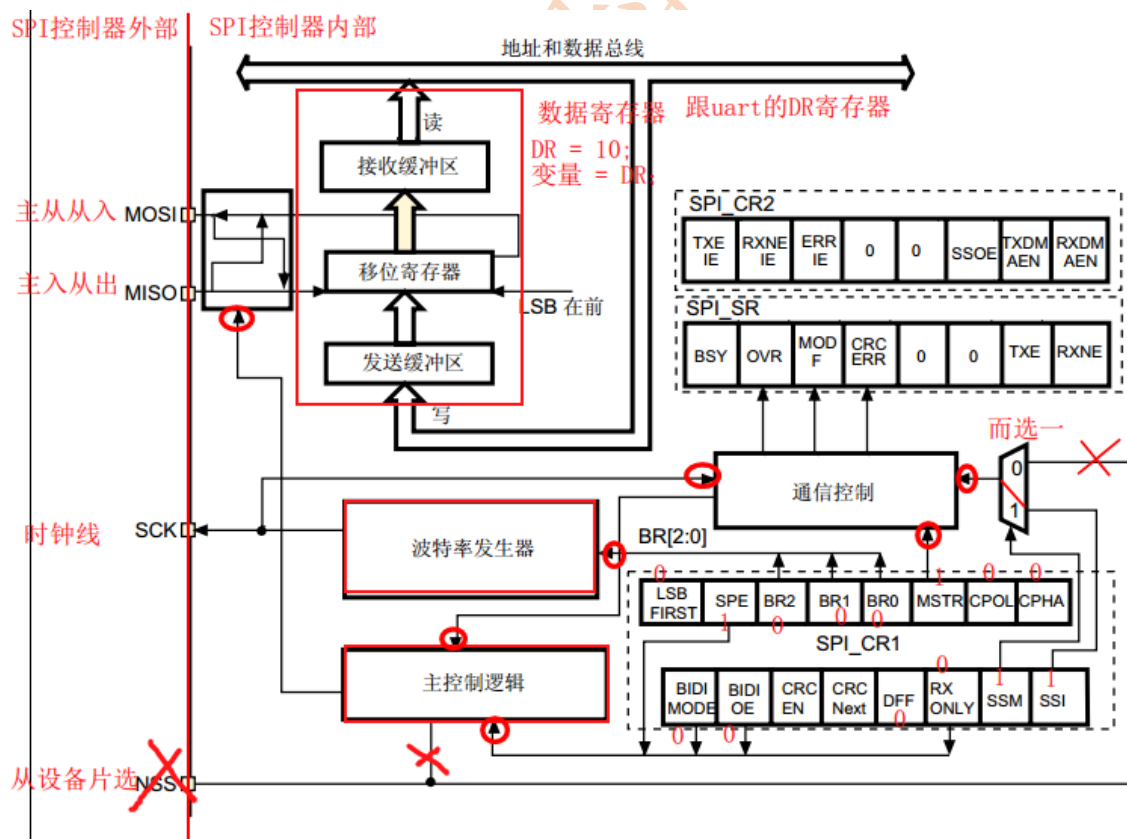 SPI控制器外部
SPI控制器内部
地址和数据总线
读
数据寄存器
跟uart的DR寄存器
DR = 10;
变量 = DR;
接收缓冲区
主从从入
MOSI
移位寄存器
主入从出
MISO
LSB 在前
发送缓冲区
写
SPI_CR2
TXE IE
RXNE IE
ERR IE
0
0
SSOE
TXDM AEN
RXDM AEN
SPI_SR
BSY
OVR
MOD F
CRC ERR
0
0
TXE
RXNE
而选一
0
1
通信控制
时钟线
SCK
波特率发生器
BR[2:0]
0
1
0
0
LSB FIRST
SPE
BR2
BR1
BR0
MSTR
CPOL
CPHA
1
0
0
0
SPI_CR1
主控制逻辑
0
1
1
BIDI MODE
BIDI OE
CRC EN
CRC Next
DFF
RX ONLY
SSM
SSI
0
0
0
从设备片选
NSS